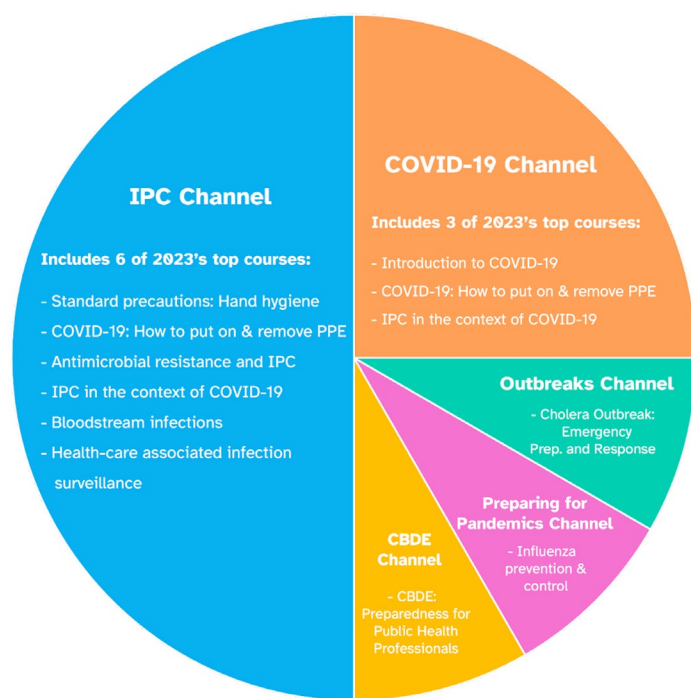 IPC Channel
Includes 6 of 2023's top courses:
- Standard precautions: Hand hygiene
- COVID-19: How to put on & remove PPE
- Antimicrobial resistance and IPC
- IPC in the context of COVID-19
- Bloodstream infections
- Health-care associated infection
surveillance
COVID-19 Channel
Includes 3 of 2023's top courses:
- Introduction to COVID-19
- COVID-19: How to put on & remove PPE
- IPC in the context of COVID-19
Outbreaks Channel
- Cholera Outbreak:
Emergency
Prep. and Response
Preparing for
Pandemics Channel
- Influenza
prevention &
control
CBDE
Channel
- CBDE:
Preparedness for
Public Health
Professionals